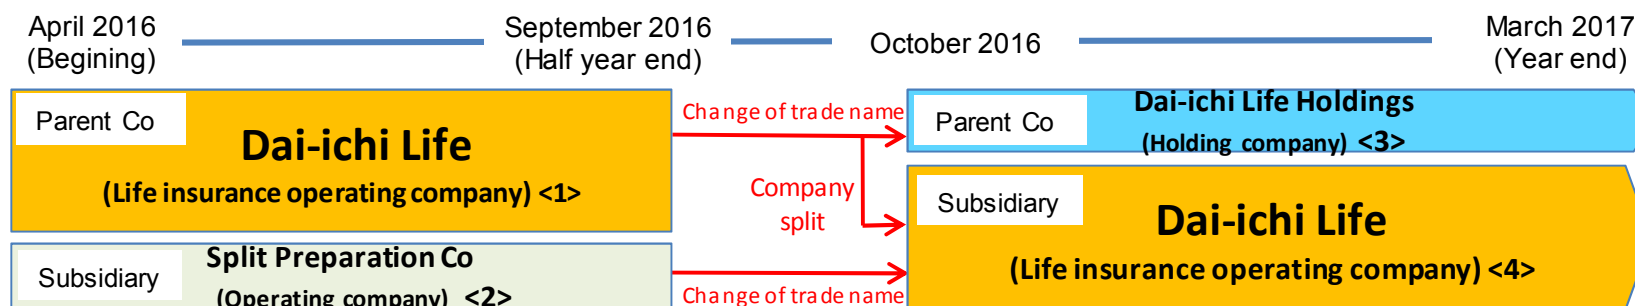 April 2016
(Begining)
September 2016
(Half year end)
October 2016
March 2017
(Year end)
Parent Co
Dai-ichi Life
(Life insurance operating company) <1>
Change of trade name
Parent Co
Dai-ichi Life Holdings
(Holding company) <3>
Company
split
Subsidiary
Dai-ichi Life
(Life insurance operating company) <4>
Subsidiary
Split Preparation Co
(Operating company) <2>
Change of trade name